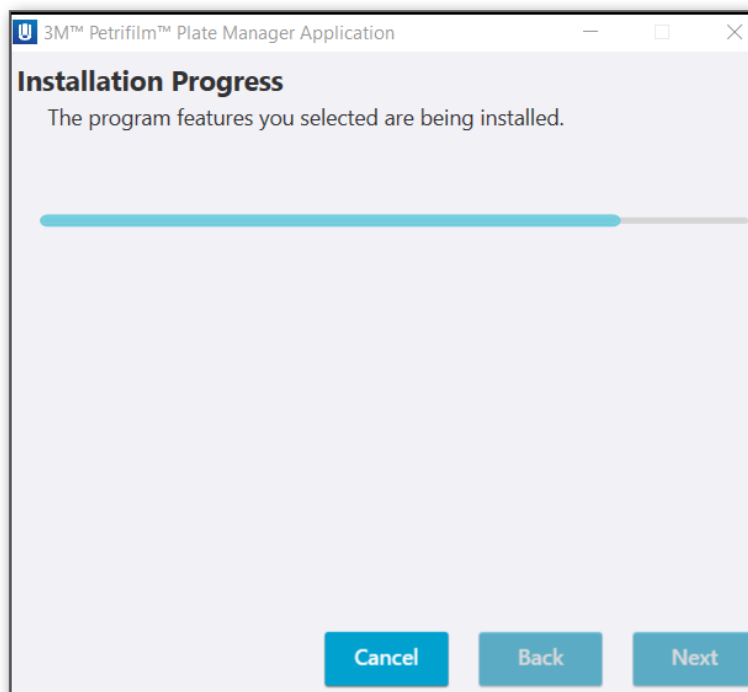 3M™ Petrifilm™ Plate Manager Application
Installation Progress
The program features you selected are being installed.
Cancel Back Next